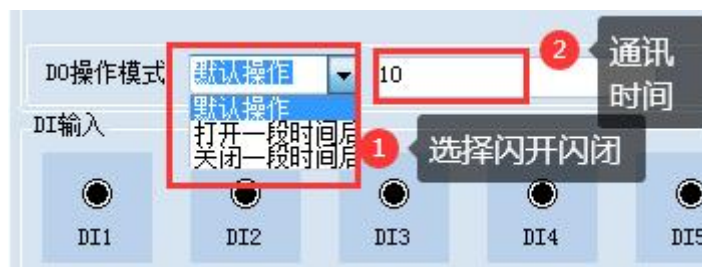 DO操作模式 默认操作 10
默认操作
打开一段时间后
关闭一段时间后
1 选择闪开闪闭
2 通讯
时间
DI输入
DI1 DI2 DI3 DI4 DI5